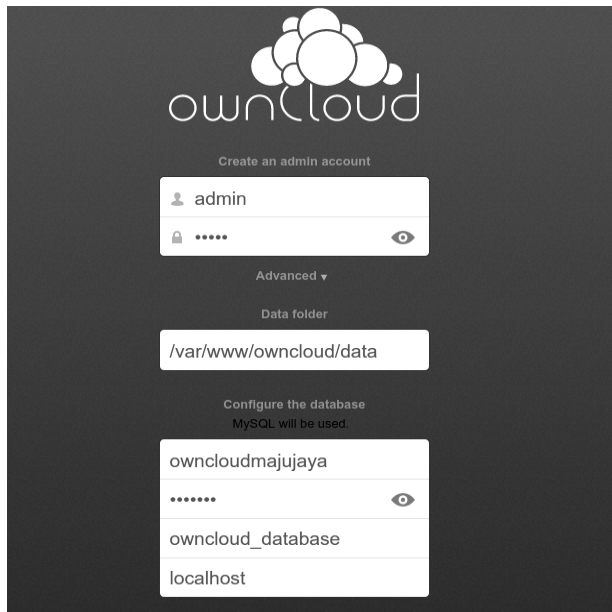 ownCloud
Create an admin account
admin
•••••
Advanced ▾
Data folder
/var/www/owncloud/data
Configure the database
MySQL will be used.
owncloudmajujaya
•••••••
owncloud_database
localhost